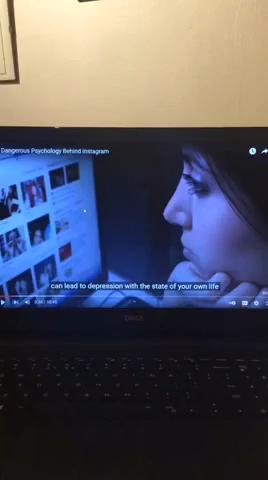 Dangerous Psychology Behind Instagram
can lead to depression with the state of your own life
DELL